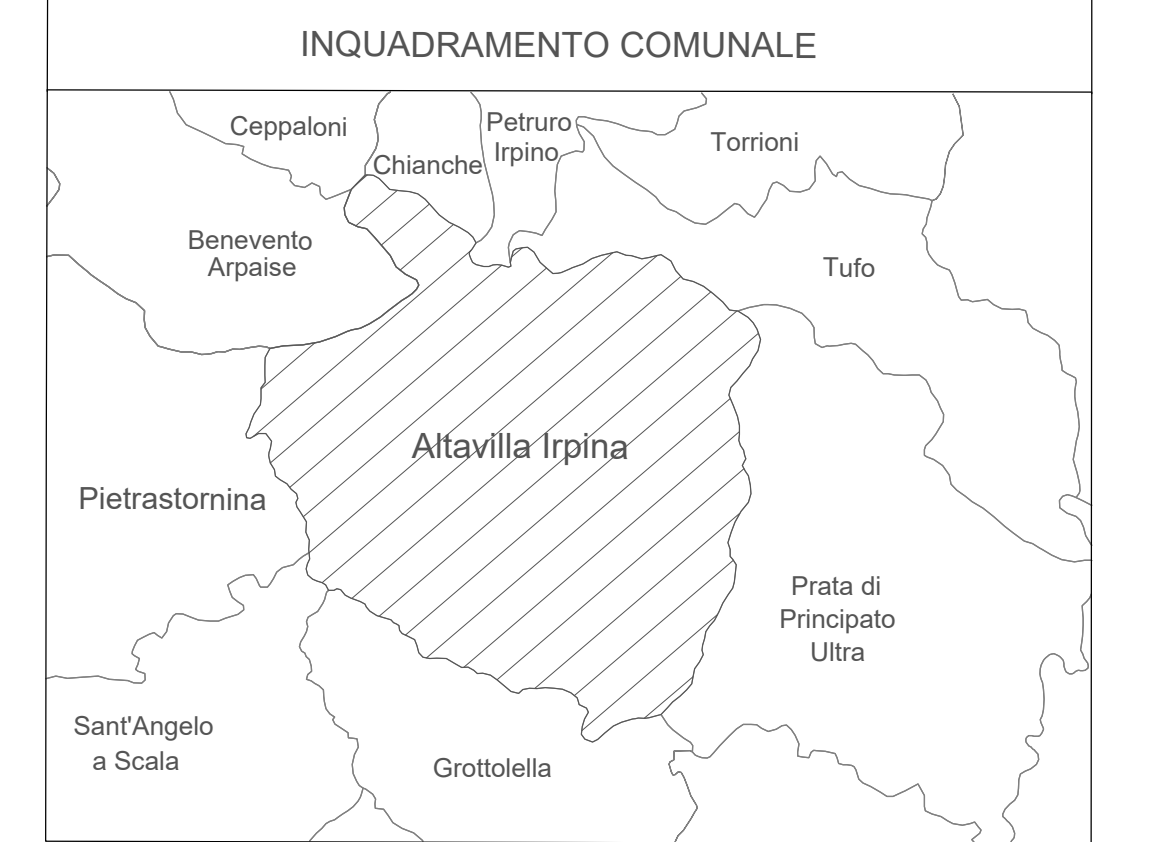 INQUADRAMENTO COMUNALE
Ceppaloni
Chianche
Petruro
Irpino
Torrioni
Benevento
Arpaise
Tufo
Altavilla Irpina
Pietrastornina
Prata di
Principato
Ultra
Sant'Angelo
a Scala
Grottolella